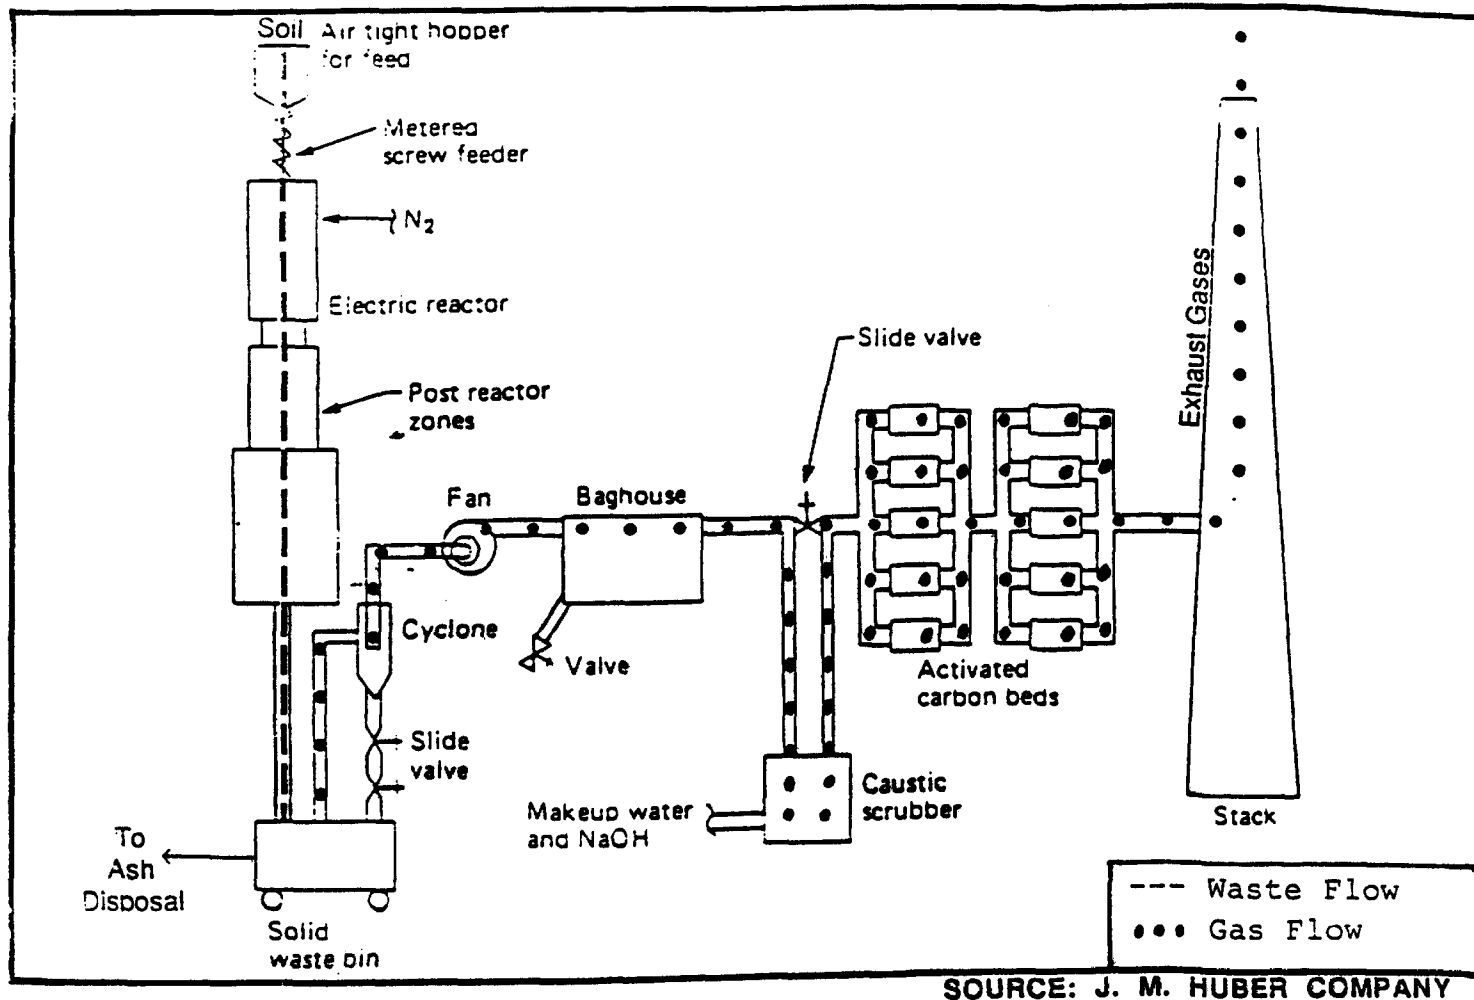 Soil
Air tight hopper
for feed
Metered
screw feeder
N₂
Electric reactor
Post reactor
zones
Fan
Baghouse
Slide valve
Exhaust Gases
Cyclone
Valve
Activated
carbon beds
Slide
valve
Makeup water
and NaOH
Caustic
scrubber
Stack
To
Ash
Disposal
Solid
waste bin
Waste Flow
Gas Flow
SOURCE: J. M. HUBER COMPANY